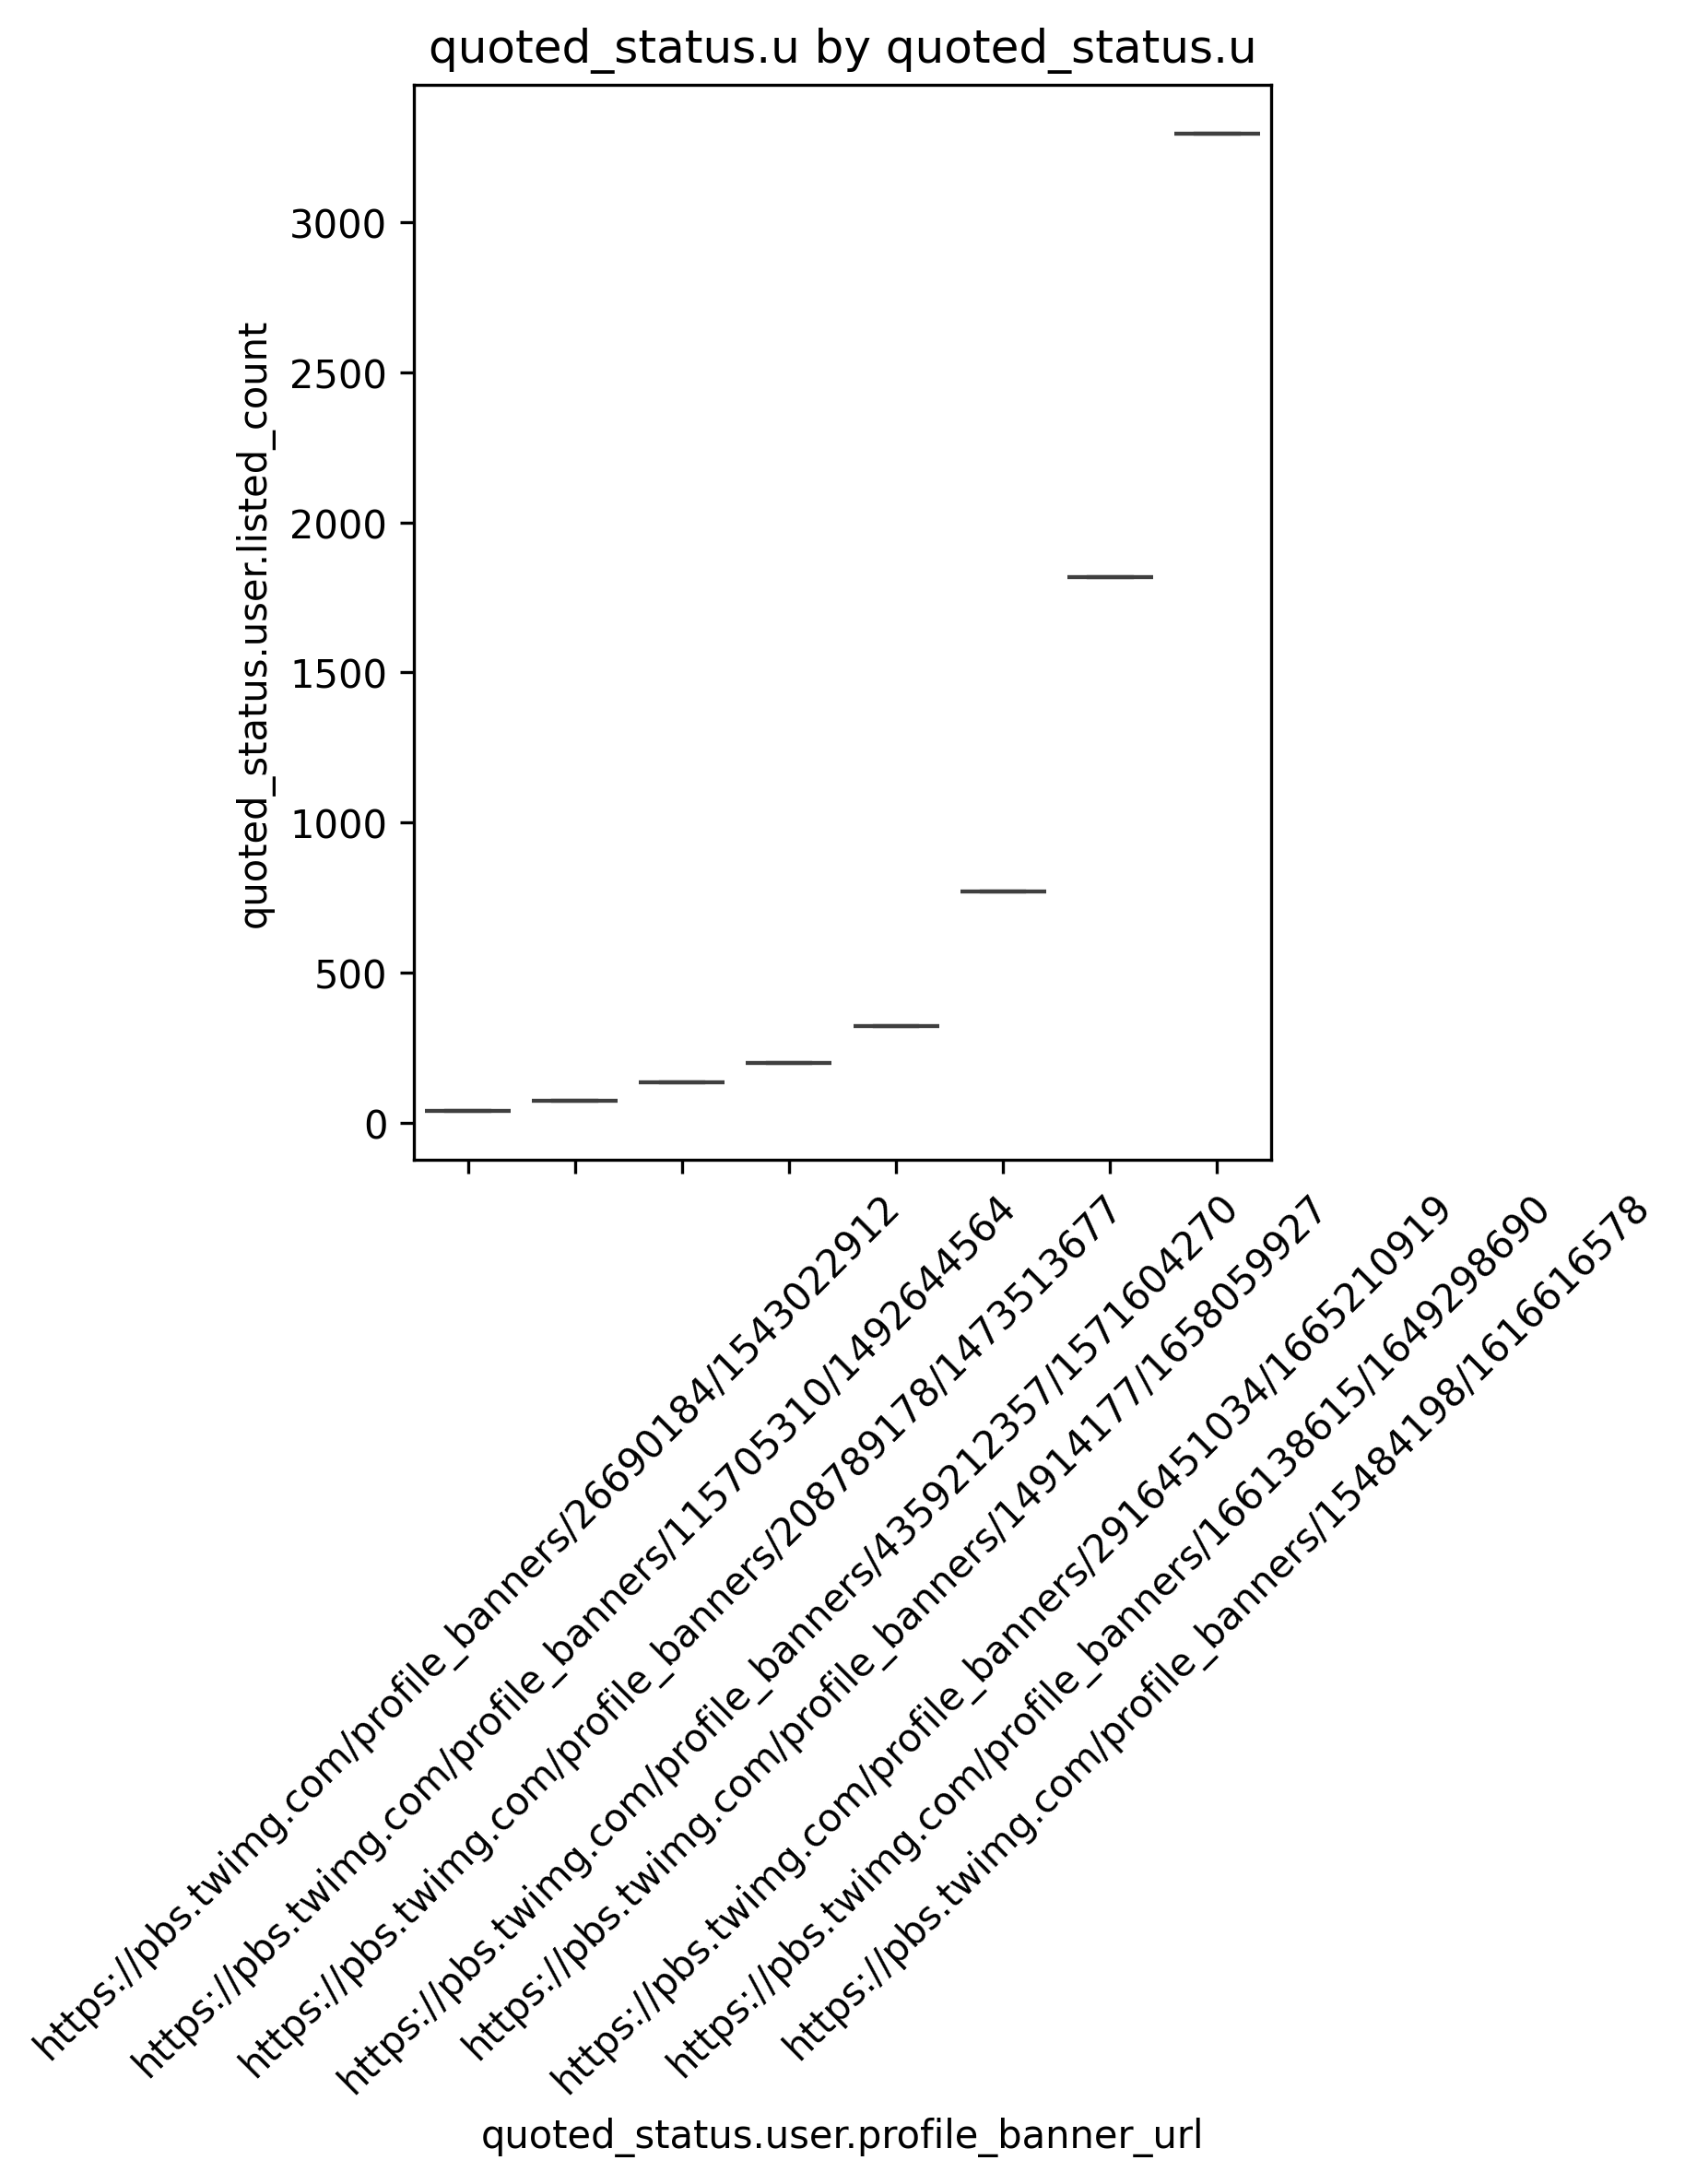 quoted_status.u by quoted_status.u
quoted_status.user.listed_count
3000
2500
2000
1500
1000
500
0
https://pbs.twimg.com/profile_banners/26690184/1543022912
https://pbs.twimg.com/profile_banners/115705310/1492644564
https://pbs.twimg.com/profile_banners/208789178/1473513677
https://pbs.twimg.com/profile_banners/4359212357/1571604270
https://pbs.twimg.com/profile_banners/14914177/1658059927
https://pbs.twimg.com/profile_banners/2916451034/1665210919
https://pbs.twimg.com/profile_banners/166138615/1649298690
https://pbs.twimg.com/profile_banners/15484198/1616616578
quoted_status.user.profile_banner_url